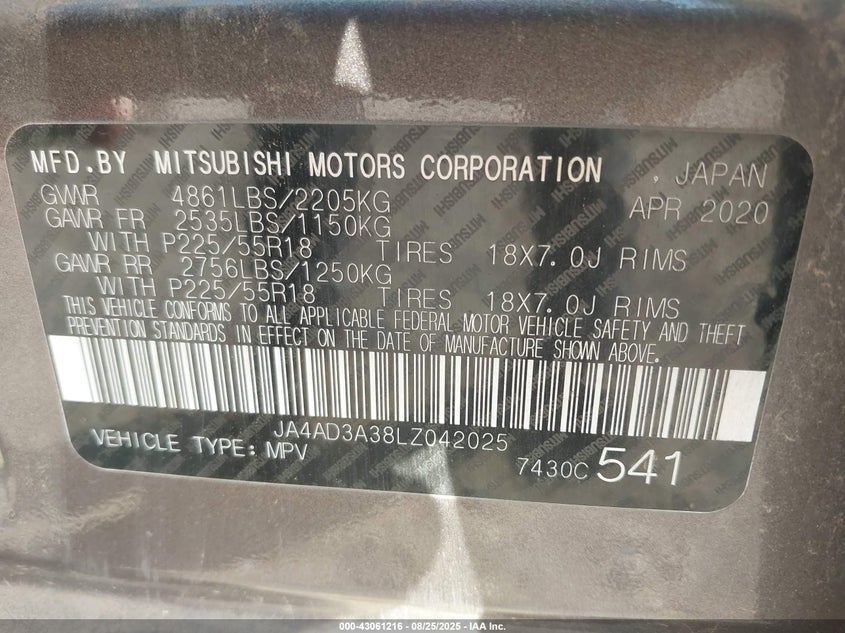 MFD.BY MITSUBISHI MOTORS CORPORATION , JAPAN
GVWR 4861LBS/2205KG APR 2020
GAWR FR 2535LBS/1150KG
WITH P225/55R18 TIRES 18X7.0J RIMS
GAWR RR 2756LBS/1250KG
WITH P225/55R18 TIRES 18X7.0J RIMS
THIS VEHICLE CONFORMS TO ALL APPLICABLE FEDERAL MOTOR VEHICLE SAFETY AND THEFT
PREVENTION STANDARDS IN EFFECT ON THE DATE OF MANUFACTURE SHOWN ABOVE.
JA4AD3A38LZ042025
VEHICLE TYPE: MPV 7430C 541
000-43061216 - 08/25/2025 - © IAA Inc.